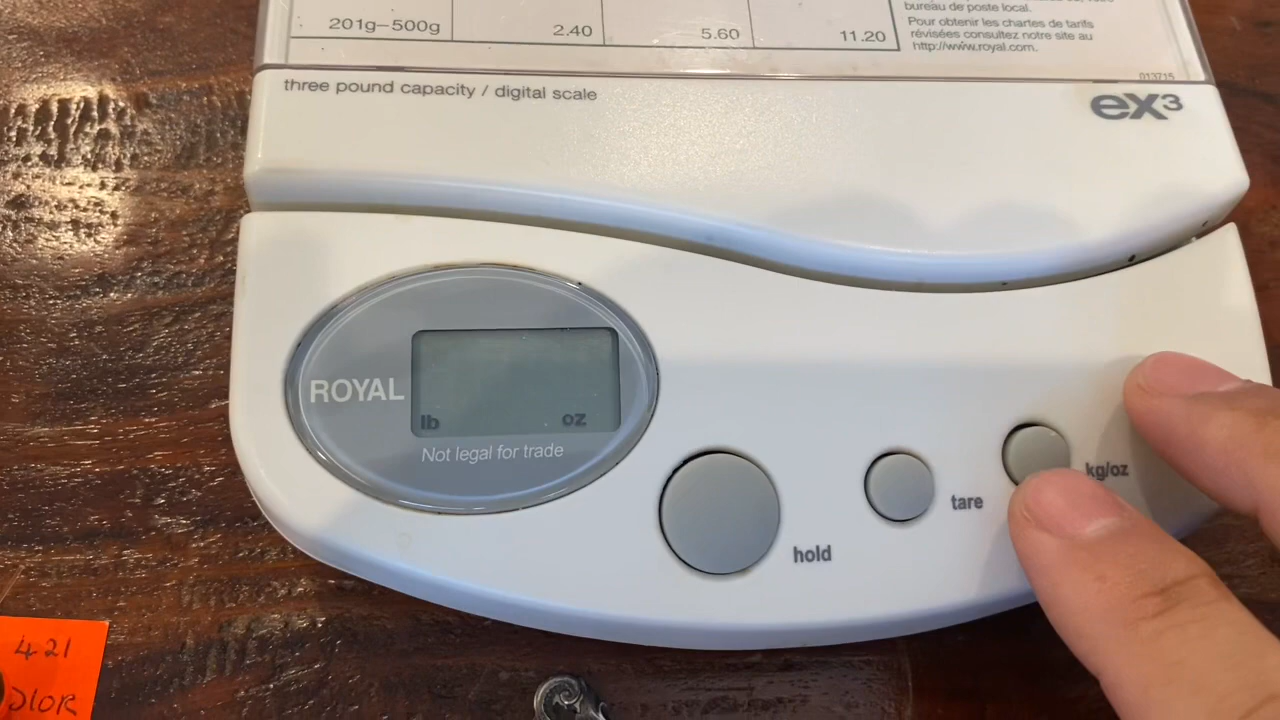 bureau de poste local.
Pour obtenir les chartes de tarifs
révisées consultez notre site au
http://www.royal.com.
201g–500g 2.40 5.60 11.20
013715
three pound capacity / digital scale
ex³
ROYAL
lb oz
Not legal for trade
kg/oz
tare
hold
421